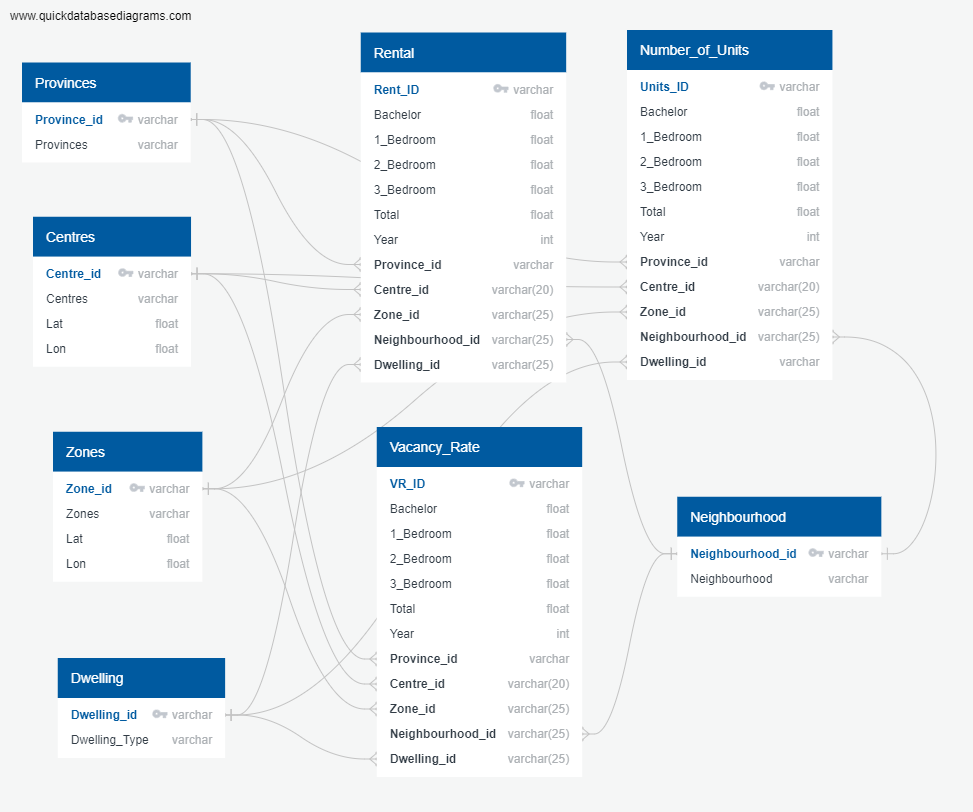 www.quickdatabasediagrams.com
Provinces
Province_id varchar
Provinces varchar
Centres
Centre_id varchar
Centres varchar
Lat float
Lon float
Zones
Zone_id varchar
Zones varchar
Lat float
Lon float
Dwelling
Dwelling_id varchar
Dwelling_Type varchar
Rental
Rent_ID varchar
Bachelor float
1_Bedroom float
2_Bedroom float
3_Bedroom float
Total float
Year int
Province_id varchar
Centre_id varchar(20)
Zone_id varchar(25)
Neighbourhood_id varchar(25)
Dwelling_id varchar(25)
Vacancy_Rate
VR_ID varchar
Bachelor float
1_Bedroom float
2_Bedroom float
3_Bedroom float
Total float
Year int
Province_id varchar
Centre_id varchar(20)
Zone_id varchar(25)
Neighbourhood_id varchar(25)
Dwelling_id varchar(25)
Number_of_Units
Units_ID varchar
Bachelor float
1_Bedroom float
2_Bedroom float
3_Bedroom float
Total float
Year int
Province_id varchar
Centre_id varchar(20)
Zone_id varchar(25)
Neighbourhood_id varchar(25)
Dwelling_id varchar
Neighbourhood
Neighbourhood_id varchar
Neighbourhood varchar